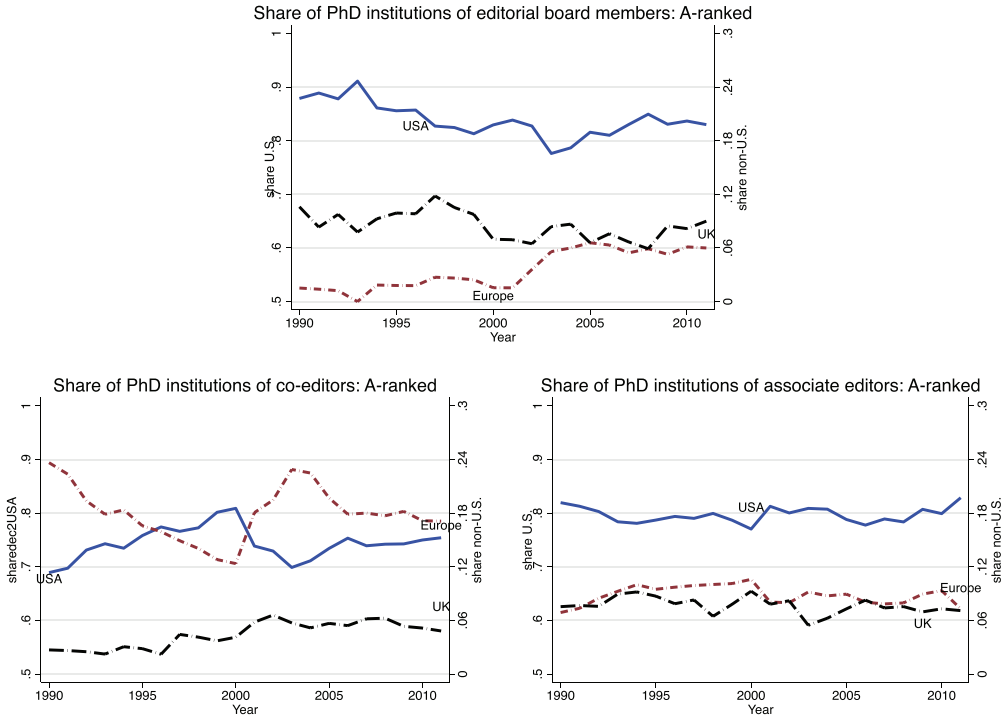 Share of PhD institutions of editorial board members: A-ranked
1
.9
.8
.7
.6
.5
share U.S.
.3
.24
.18
.12
.06
0
share non-U.S.
USA
UK
Europe
1990 1995 2000 2005 2010
Year
Share of PhD institutions of co-editors: A-ranked
1
.9
.8
.7
.6
.5
sharedec2USA
.3
.24
.18
.12
.06
0
share non-U.S.
Europe
USA
UK
1990 1995 2000 2005 2010
Year
Share of PhD institutions of associate editors: A-ranked
1
.9
.8
.7
.6
.5
share U.S.
.3
.24
.18
.12
.06
0
share non-U.S.
USA
Europe
UK
1990 1995 2000 2005 2010
Year